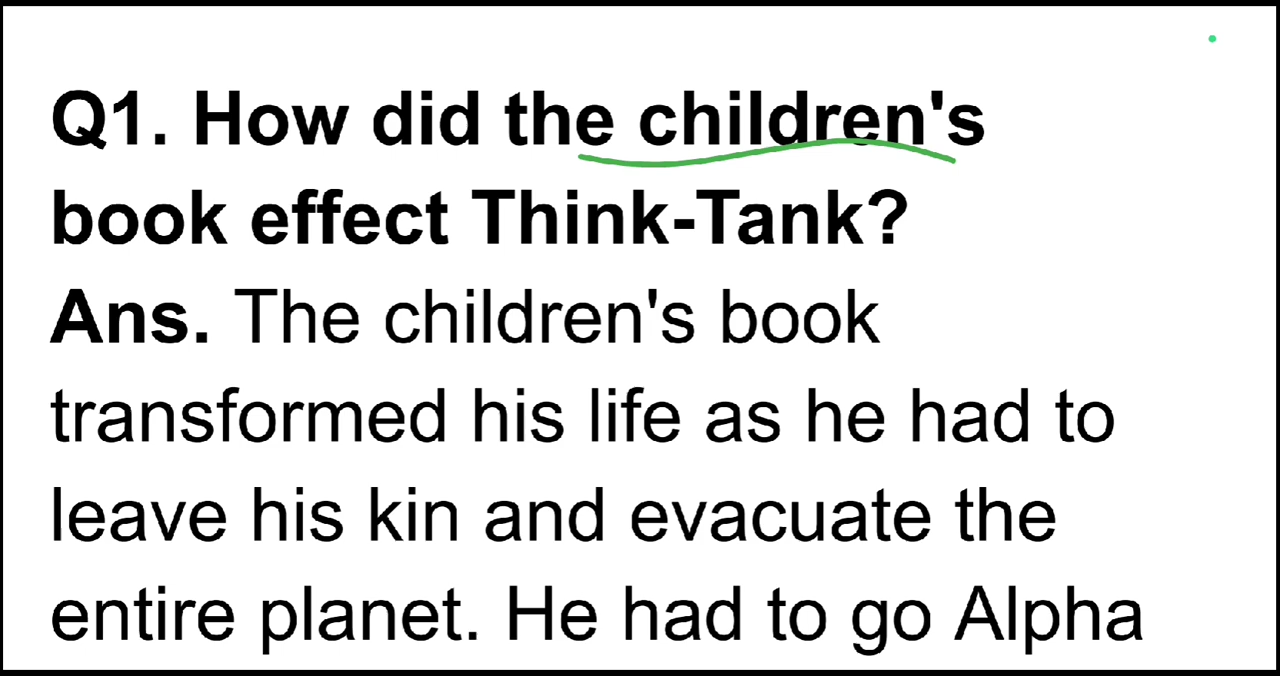 Q1. How did the children's
book effect Think-Tank?
Ans. The children's book
transformed his life as he had to
leave his kin and evacuate the
entire planet. He had to go Alpha